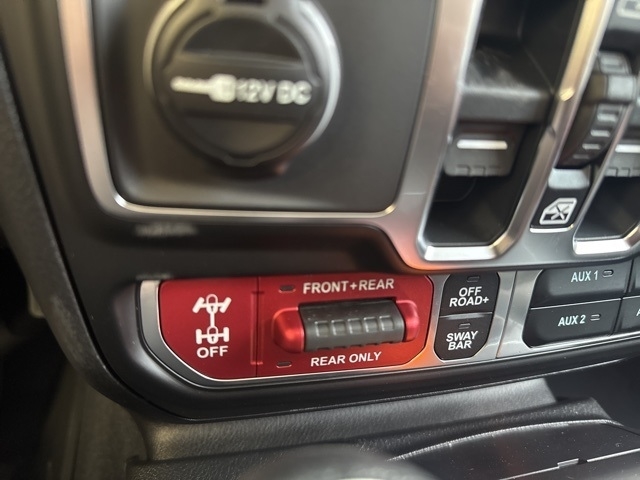 12V DC
FRONT+REAR
OFF
REAR ONLY
OFF
ROAD+
SWAY
BAR
AUX 1
AUX 2